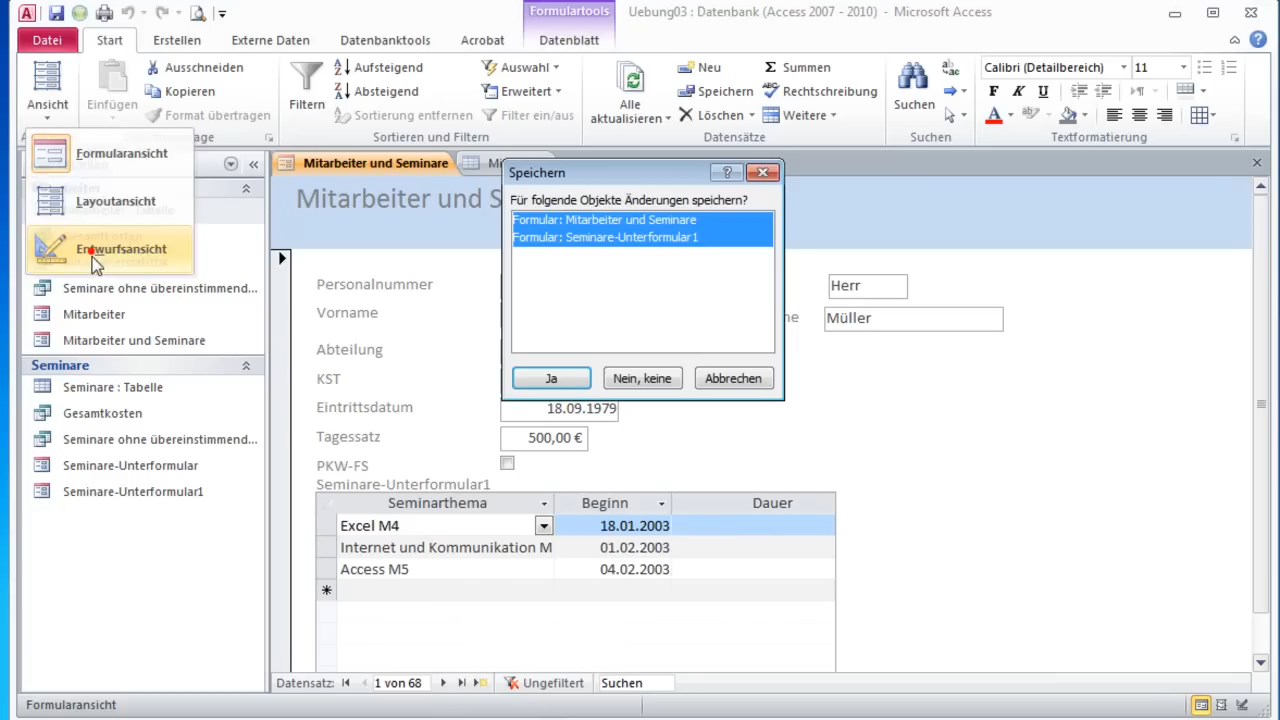 Formulartools
Uebung03 : Datenbank (Access 2007 - 2010) - Microsoft Access
Datei Start Erstellen Externe Daten Datenbanktools Acrobat Datenblatt
Ansicht
Einfügen
Ausschneiden
Kopieren
Format übertragen
Filtern
Aufsteigend
Absteigend
Sortierung entfernen
Auswahl
Erweitert
Filter ein/aus
Sortieren und Filtern
Alle
aktualisieren
Neu
Speichern
Löschen
Summen
Rechtschreibung
Weitere
Datensätze
Suchen
Suchen
Calibri (Detailbereich) 11
F K U
Textformatierung
Formularansicht
Layoutansicht
Entwurfsansicht
Seminare ohne übereinstimmend...
Mitarbeiter
Mitarbeiter und Seminare
Seminare
Seminare : Tabelle
Gesamtkosten
Seminare ohne übereinstimmend...
Seminare-Unterformular
Seminare-Unterformular1
Mitarbeiter und Seminare
Mitarbeiter und S
Speichern
Für folgende Objekte Änderungen speichern?
Formular: Mitarbeiter und Seminare
Formular: Seminare-Unterformular1
Ja Nein, keine Abbrechen
Personalnummer Herr
Vorname me Müller
Abteilung
KST
Eintrittsdatum 18.09.1979
Tagessatz 500,00 €
PKW-FS
Seminare-Unterformular1
Seminarthema Beginn Dauer
Excel M4 18.01.2003
Internet und Kommunikation M 01.02.2003
Access M5 04.02.2003
Datensatz: 1 von 68 Ungefiltert Suchen
Formularansicht